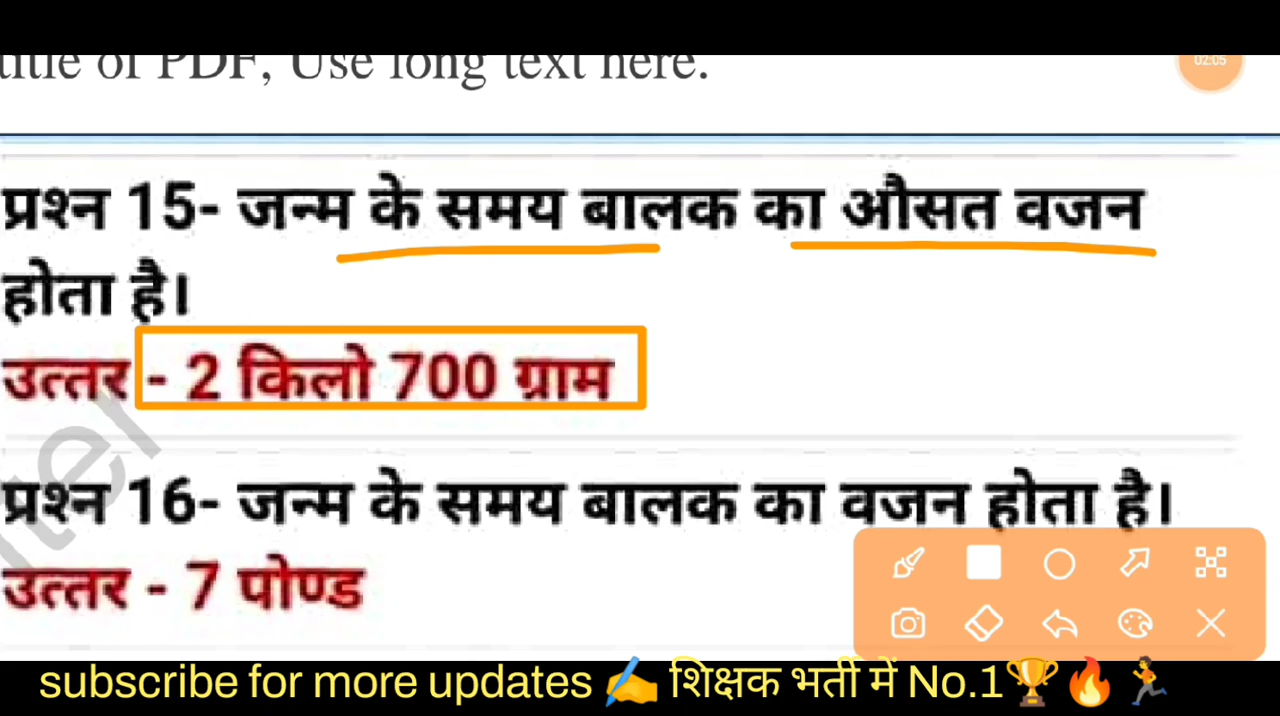 title of PDF, Use long text here.
02:05
प्रश्न 15- जन्म के समय बालक का औसत वजन
होता है।
उत्तर - 2 किलो 700 ग्राम
प्रश्न 16- जन्म के समय बालक का वजन होता है।
उत्तर - 7 पोण्ड
subscribe for more updates ✍️ शिक्षक भर्ती में No.1🏆🔥🏃